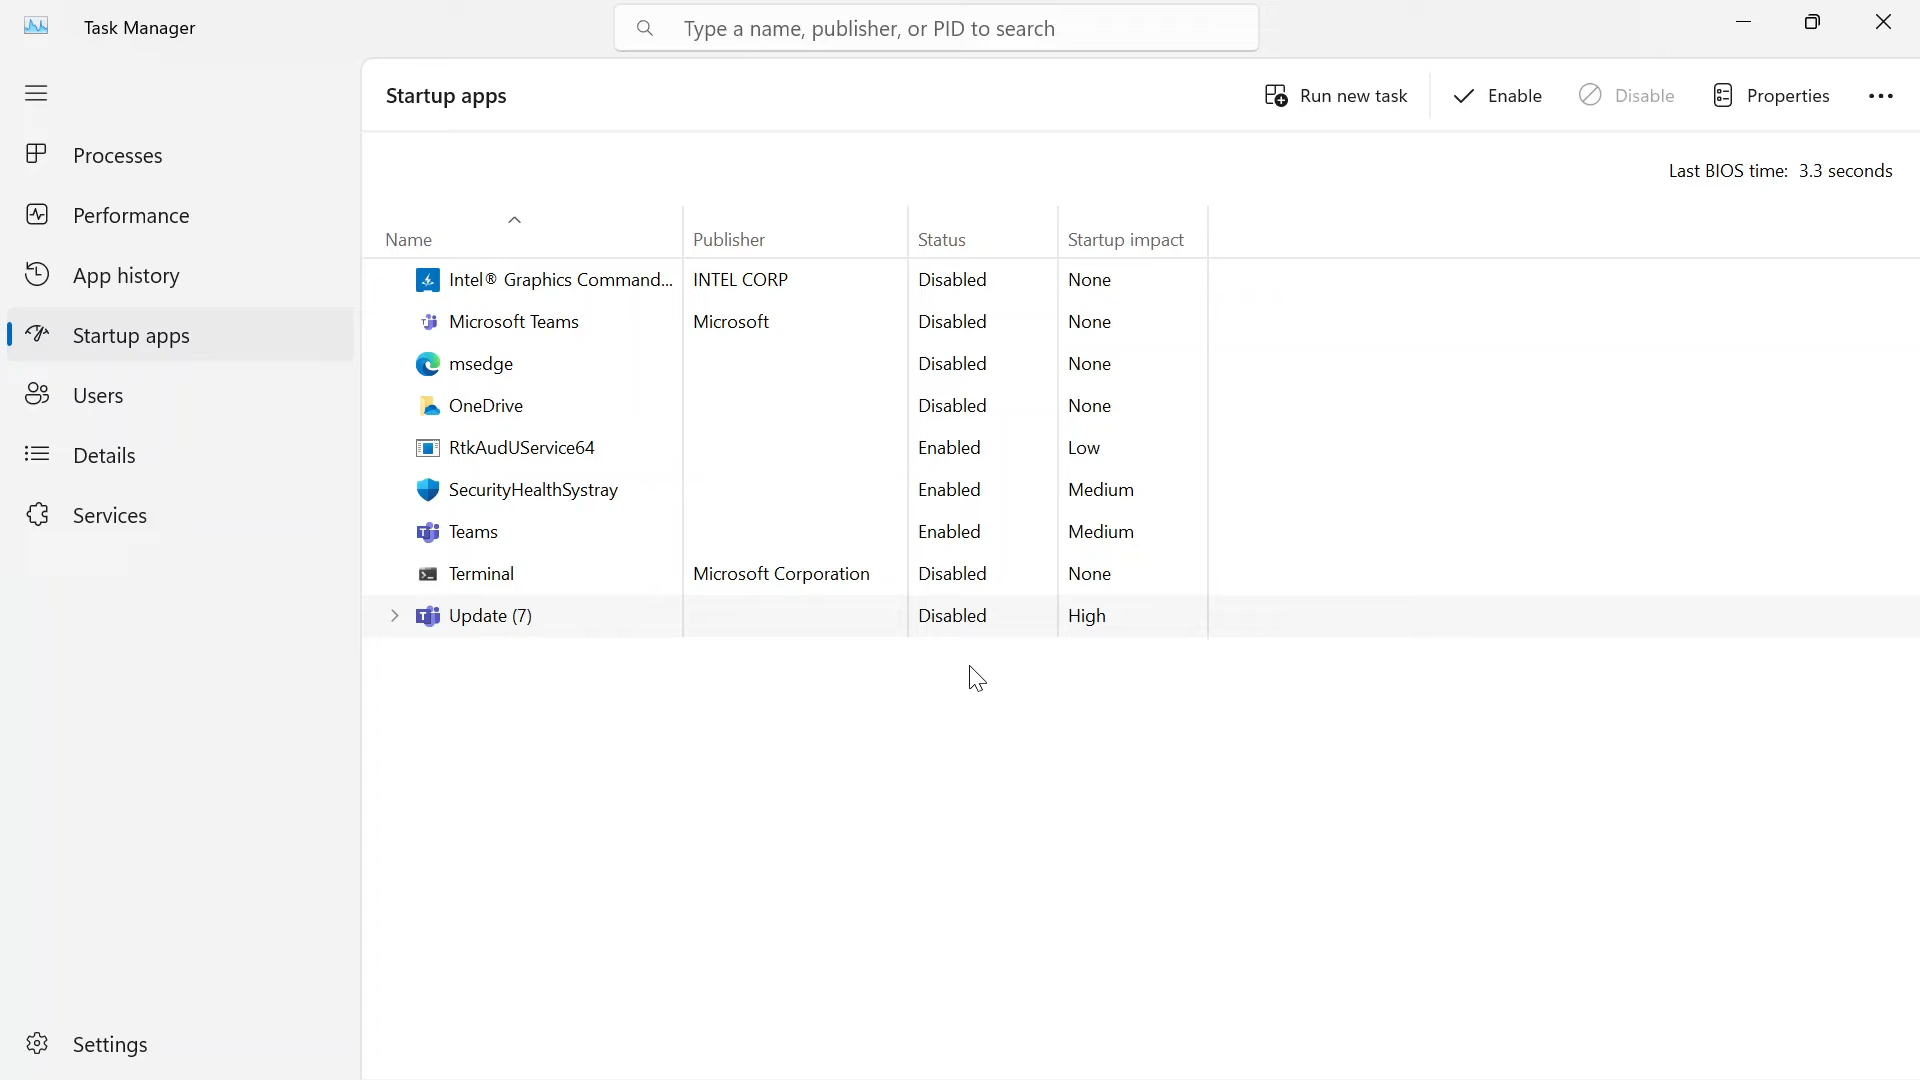 Task Manager
Type a name, publisher, or PID to search
Startup apps
Run new task
Enable
Disable
Properties
Processes
Performance
App history
Startup apps
Users
Details
Services
Settings
Last BIOS time: 3.3 seconds
Name Publisher Status Startup impact
Intel® Graphics Command... INTEL CORP Disabled None
Microsoft Teams Microsoft Disabled None
msedge Disabled None
OneDrive Disabled None
RtkAudUService64 Enabled Low
SecurityHealthSystray Enabled Medium
Teams Enabled Medium
Terminal Microsoft Corporation Disabled None
Update (7) Disabled High